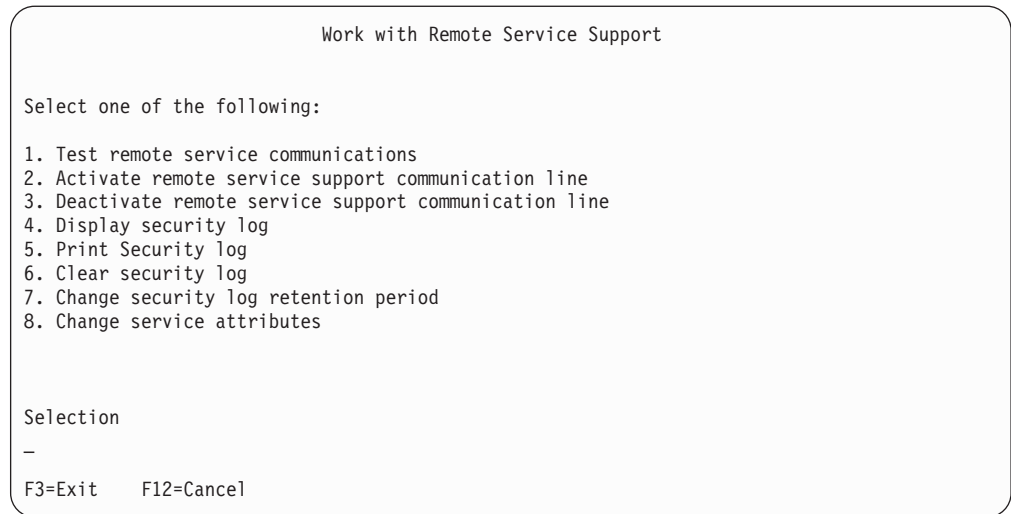 Work with Remote Service Support
Select one of the following:
1. Test remote service communications
2. Activate remote service support communication line
3. Deactivate remote service support communication line
4. Display security log
5. Print Security log
6. Clear security log
7. Change security log retention period
8. Change service attributes
Selection
_
F3=Exit F12=Cancel